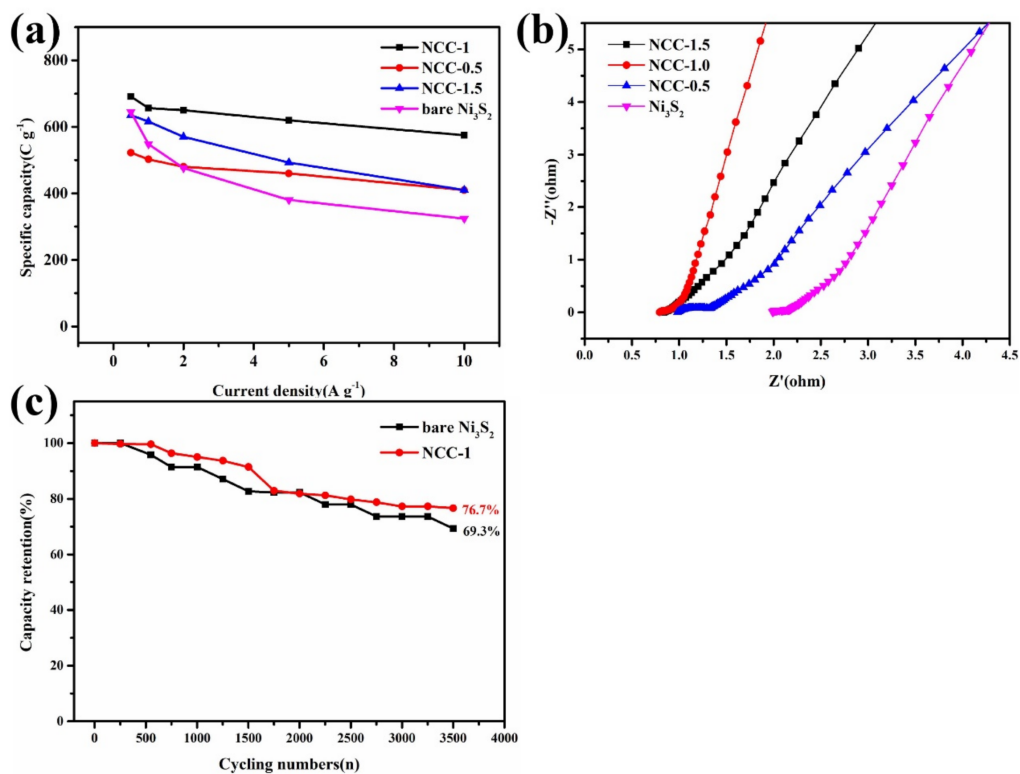 (a)
NCC-1
NCC-0.5
NCC-1.5
bare Ni₃S₂
800
600
400
200
0
Specific capacity(C g⁻¹)
0 2 4 6 8 10
Current density(A g⁻¹)
(b)
NCC-1.5
NCC-1.0
NCC-0.5
Ni₃S₂
5
4
3
2
1
0
-Z''(ohm)
0.0 0.5 1.0 1.5 2.0 2.5 3.0 3.5 4.0 4.5
Z'(ohm)
(c)
bare Ni₃S₂
NCC-1
100
80
60
40
20
0
Capacity retention(%)
76.7%
69.3%
0 500 1000 1500 2000 2500 3000 3500 4000
Cycling numbers(n)